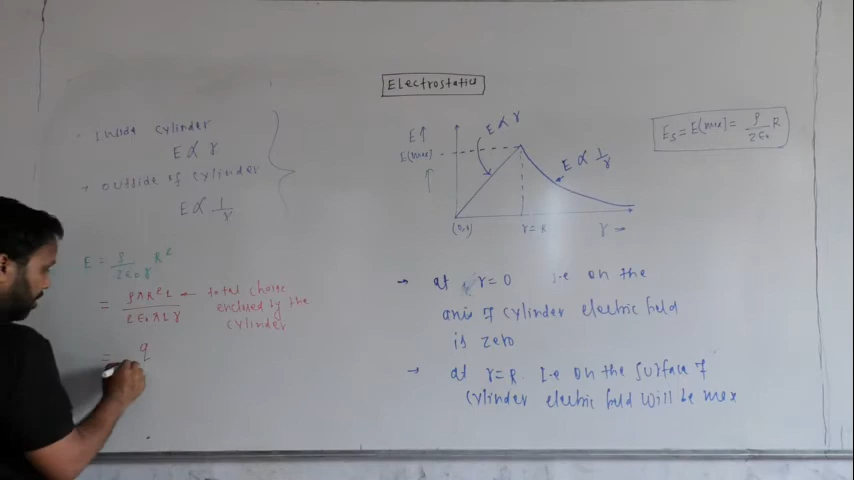 Electrostatics
Inside cylinder
E ∝ r
outside of cylinder
E ∝ 1/r
E = ρ/2ε₀r R²
= ρπR²L/2ε₀πLr ← total charge
enclosed by the
cylinder
= q
E ↑
E(max)
E ∝ r
E ∝ 1/r
(0,0)
r = R
r →
Es = E(max) = ρ/2ε₀ R
→ at r=0 i.e on the
axis of cylinder electric field
is zero
→ at r=R. i.e on the surface of
cylinder electric field will be max